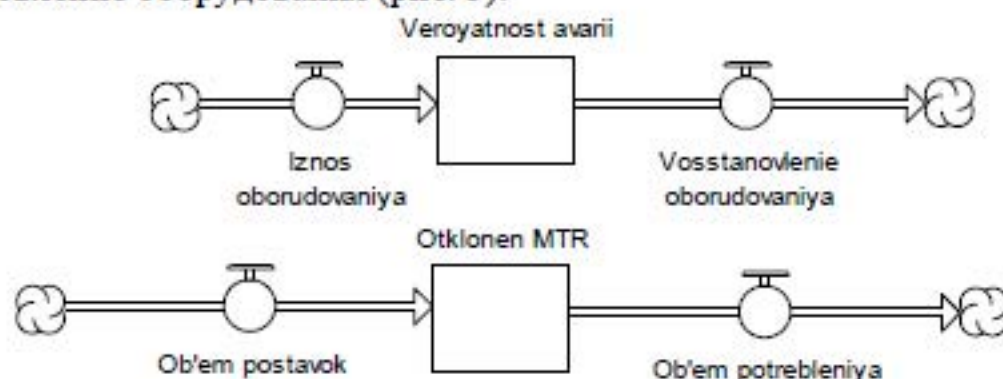 Veroyatnost avarii
Iznos
oborudovaniya
Vosstanovlenie
oborudovaniya
Otklonen MTR
Ob'em postavok
Ob'em potrebleniya